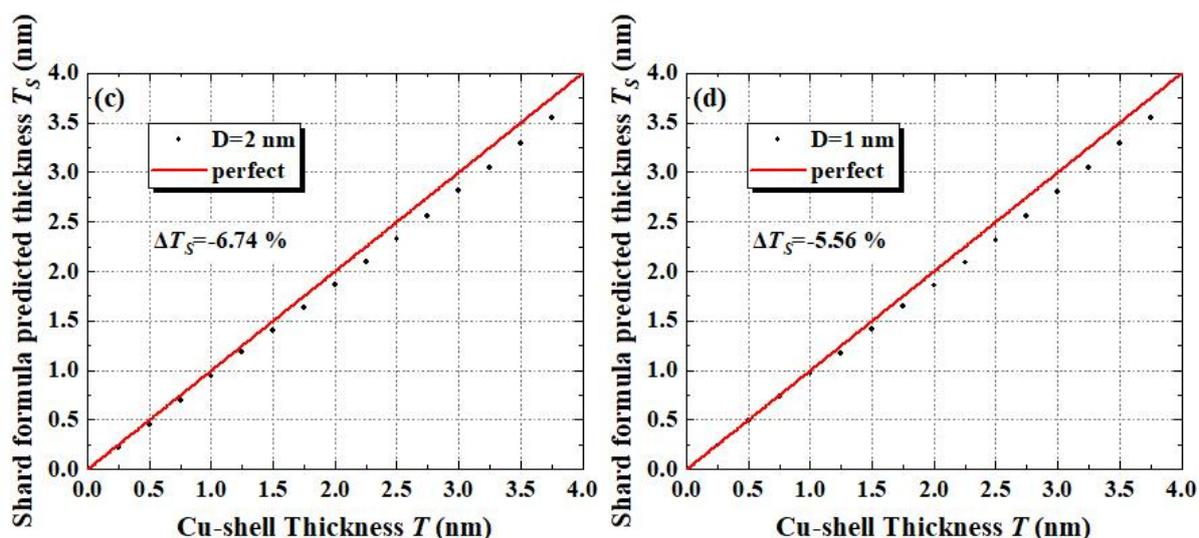 Shard formula predicted thickness T_S (nm)
4.0
3.5
3.0
2.5
2.0
1.5
1.0
0.5
0.0
(c)
D=2 nm
perfect
ΔT_S=-6.74 %
0.0 0.5 1.0 1.5 2.0 2.5 3.0 3.5 4.0
Cu-shell Thickness T (nm)
Shard formula predicted thickness T_S (nm)
4.0
3.5
3.0
2.5
2.0
1.5
1.0
0.5
0.0
(d)
D=1 nm
perfect
ΔT_S=-5.56 %
0.0 0.5 1.0 1.5 2.0 2.5 3.0 3.5 4.0
Cu-shell Thickness T (nm)